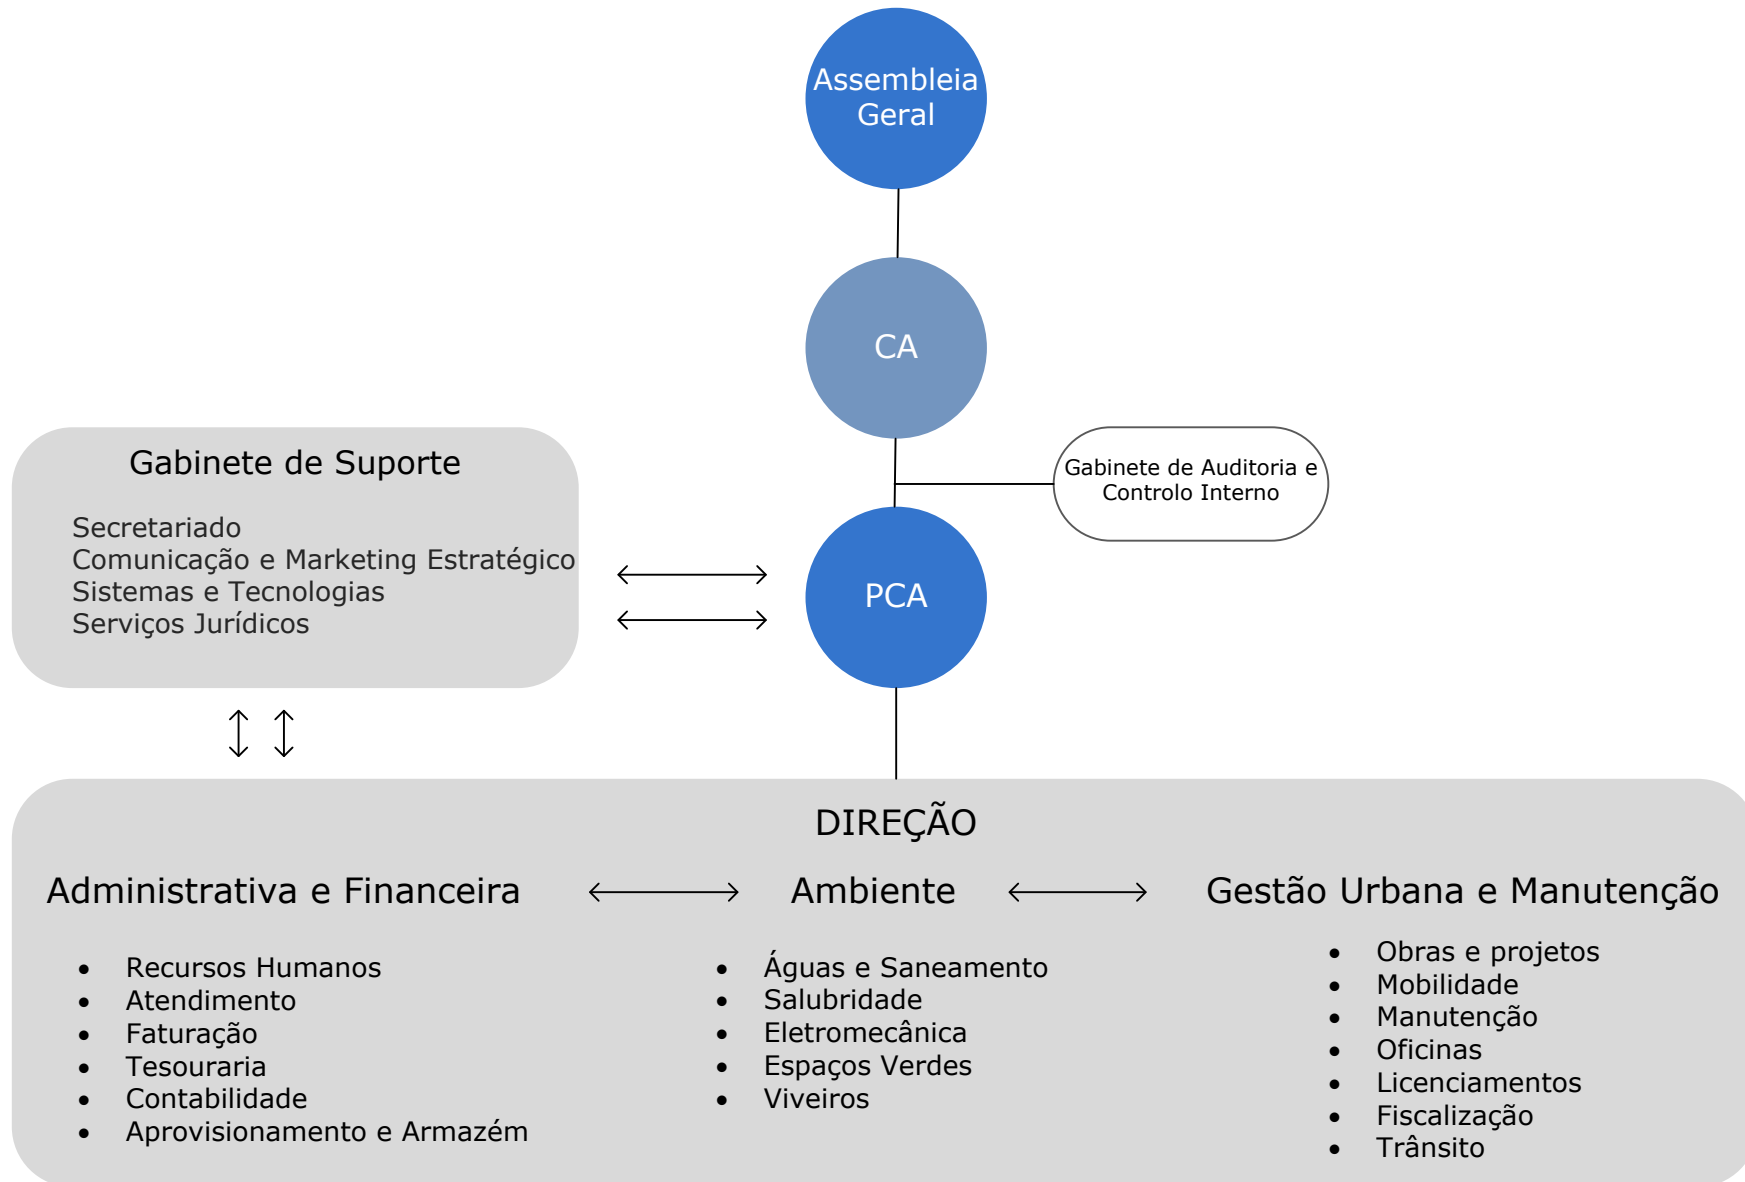 Assembleia
Geral
CA
Gabinete de Auditoria e
Controlo Interno
PCA
Gabinete de Suporte
Secretariado
Comunicação e Marketing Estratégico
Sistemas e Tecnologias
Serviços Jurídicos
DIREÇÃO
Administrativa e Financeira
• Recursos Humanos
• Atendimento
• Faturação
• Tesouraria
• Contabilidade
• Aprovisionamento e Armazém
Ambiente
• Águas e Saneamento
• Salubridade
• Eletromecânica
• Espaços Verdes
• Viveiros
Gestão Urbana e Manutenção
• Obras e projetos
• Mobilidade
• Manutenção
• Oficinas
• Licenciamentos
• Fiscalização
• Trânsito